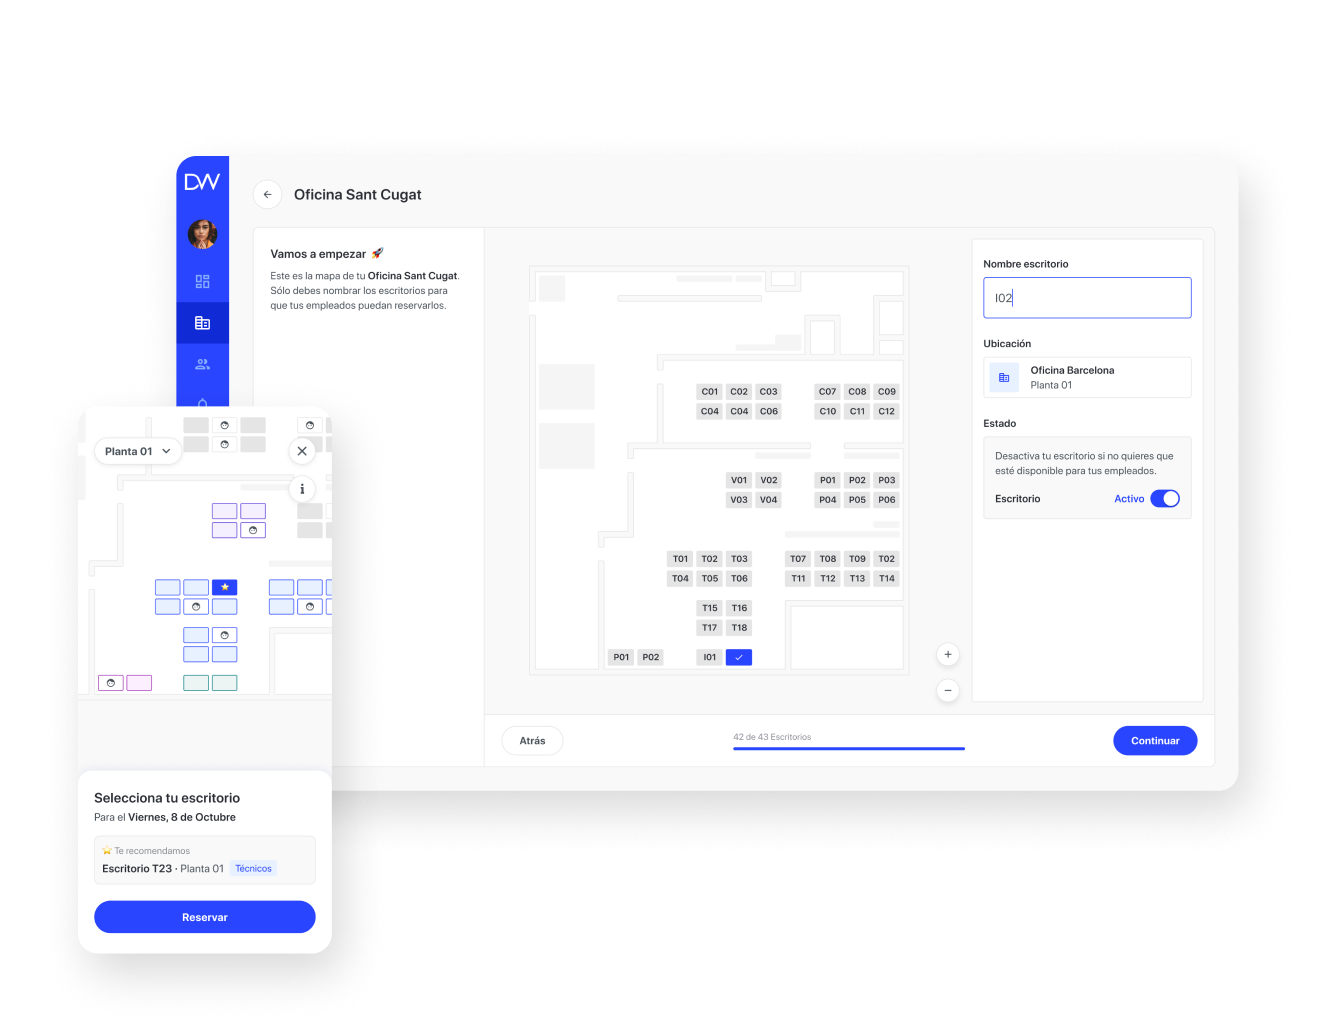 DW
Oficina Sant Cugat
Vamos a empezar 🚀
Este es la mapa de tu Oficina Sant Cugat.
Sólo debes nombrar los escritorios para
que tus empleados puedan reservarlos.
C01 C02 C03 C07 C08 C09
C04 C04 C06 C10 C11 C12
V01 V02 P01 P02 P03
V03 V04 P04 P05 P06
T01 T02 T03 T07 T08 T09 T02
T04 T05 T06 T11 T12 T13 T14
T15 T16
T17 T18
P01 P02 I01
Nombre escritorio
I02
Ubicación
Oficina Barcelona
Planta 01
Estado
Desactiva tu escritorio si no quieres que
esté disponible para tus empleados.
Escritorio Activo
+
−
Atrás
42 de 43 Escritorios
Continuar
Planta 01
i
Selecciona tu escritorio
Para el Viernes, 8 de Octubre
⭐ Te recomendamos
Escritorio T23 · Planta 01 Técnicos
Reservar